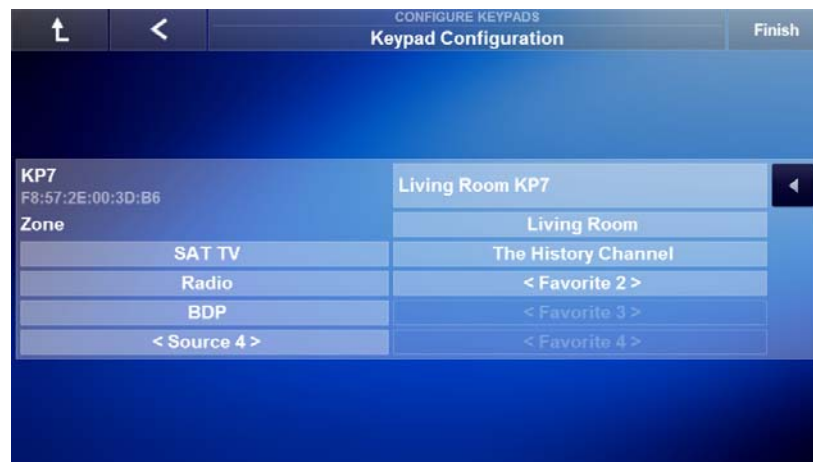 CONFIGURE KEYPADS
Keypad Configuration
Finish
KP7
F8:57:2E:00:3D:B6
Living Room KP7
Zone
Living Room
SAT TV
The History Channel
Radio
< Favorite 2 >
BDP
< Favorite 3 >
< Source 4 >
< Favorite 4 >